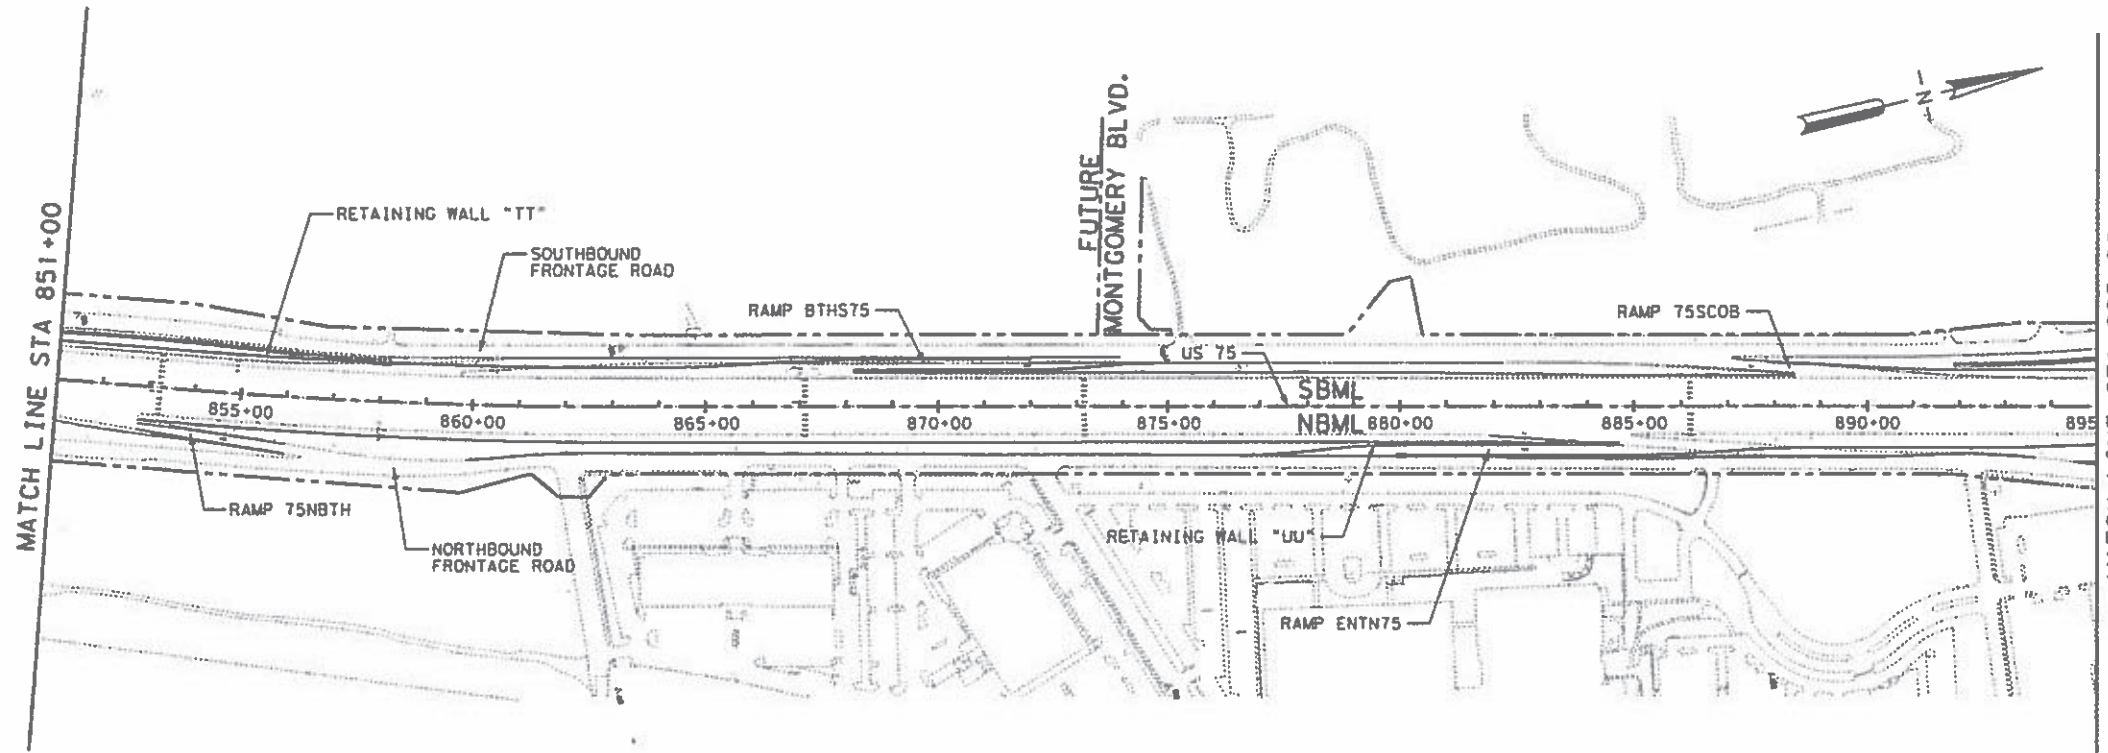 MATCH LINE STA 851+00
RETAINING WALL "TT"
SOUTHBOUND
FRONTAGE ROAD
RAMP BTHS75
FUTURE
MONTGOMERY BLVD.
US 75
RAMP 75SCOB
N
SBML
NBML
855+00
860+00
865+00
870+00
875+00
880+00
885+00
890+00
895
RAMP 75NBTH
NORTHBOUND
FRONTAGE ROAD
RETAINING WALL "UU"
RAMP ENTN75